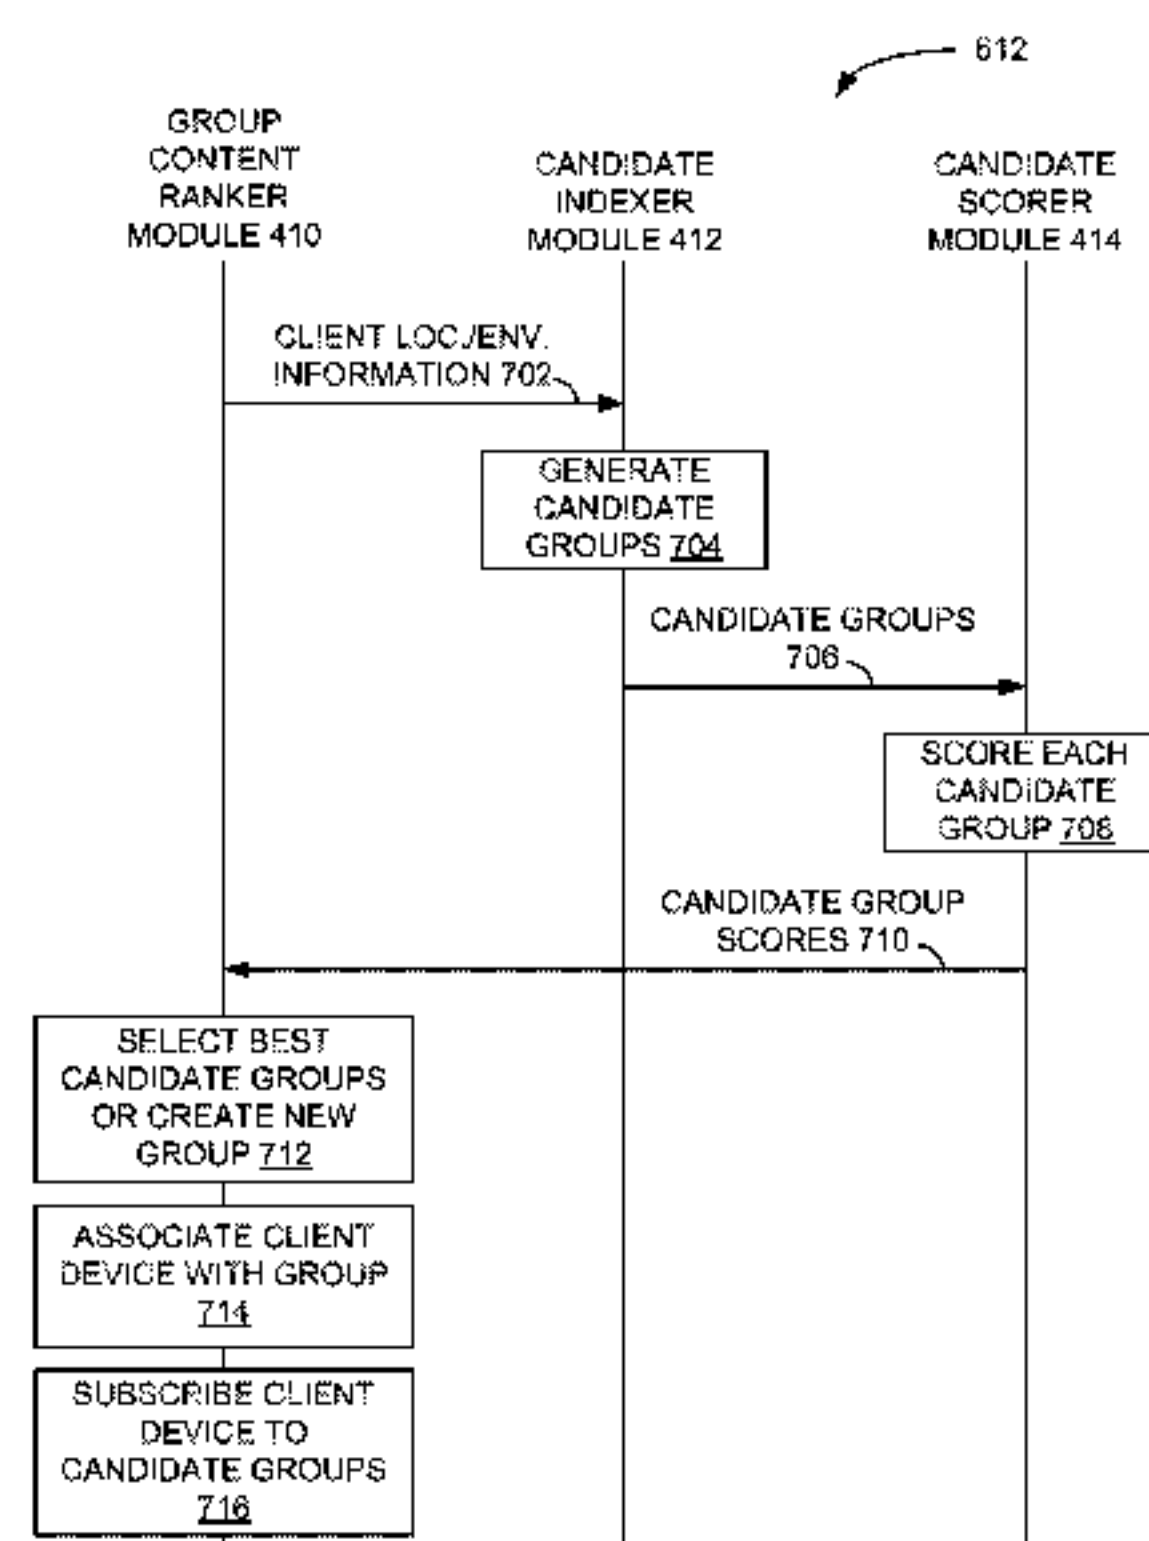 612
GROUP
CONTENT
RANKER
MODULE 410
CANDIDATE
INDEXER
MODULE 412
CANDIDATE
SCORER
MODULE 414
CLIENT LOC./ENV.
INFORMATION 702
GENERATE
CANDIDATE
GROUPS 704
CANDIDATE GROUPS
706
SCORE EACH
CANDIDATE
GROUP 708
CANDIDATE GROUP
SCORES 710
SELECT BEST
CANDIDATE GROUPS
OR CREATE NEW
GROUP 712
ASSOCIATE CLIENT
DEVICE WITH GROUP
714
SUBSCRIBE CLIENT
DEVICE TO
CANDIDATE GROUPS
716